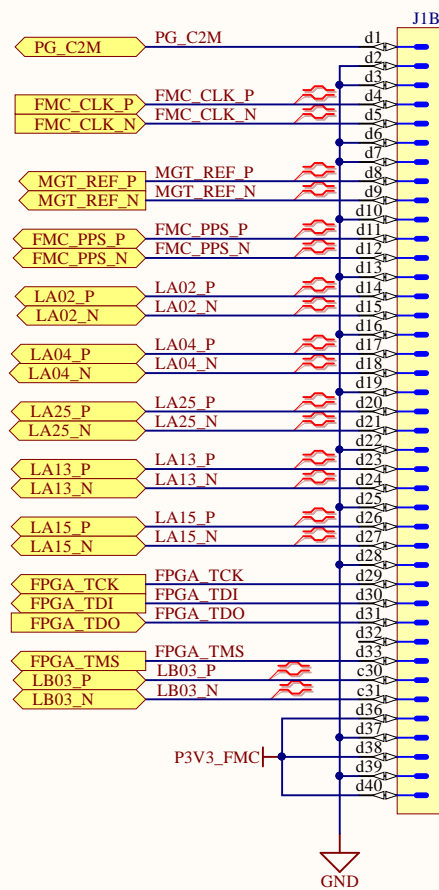 J1B
PG_C2M PG_C2M d1
d2
d3
FMC_CLK_P FMC_CLK_P d4
FMC_CLK_N FMC_CLK_N d5
d6
d7
MGT_REF_P MGT_REF_P d8
MGT_REF_N MGT_REF_N d9
d10
FMC_PPS_P FMC_PPS_P d11
FMC_PPS_N FMC_PPS_N d12
d13
LA02_P LA02_P d14
LA02_N LA02_N d15
d16
LA04_P LA04_P d17
LA04_N LA04_N d18
d19
LA25_P LA25_P d20
LA25_N LA25_N d21
d22
LA13_P LA13_P d23
LA13_N LA13_N d24
d25
LA15_P LA15_P d26
LA15_N LA15_N d27
d28
FPGA_TCK FPGA_TCK d29
FPGA_TDI FPGA_TDI d30
FPGA_TDO FPGA_TDO d31
d32
FPGA_TMS FPGA_TMS d33
LB03_P LB03_P c30
LB03_N LB03_N c31
d36
d37
P3V3_FMC d38
d39
d40
GND